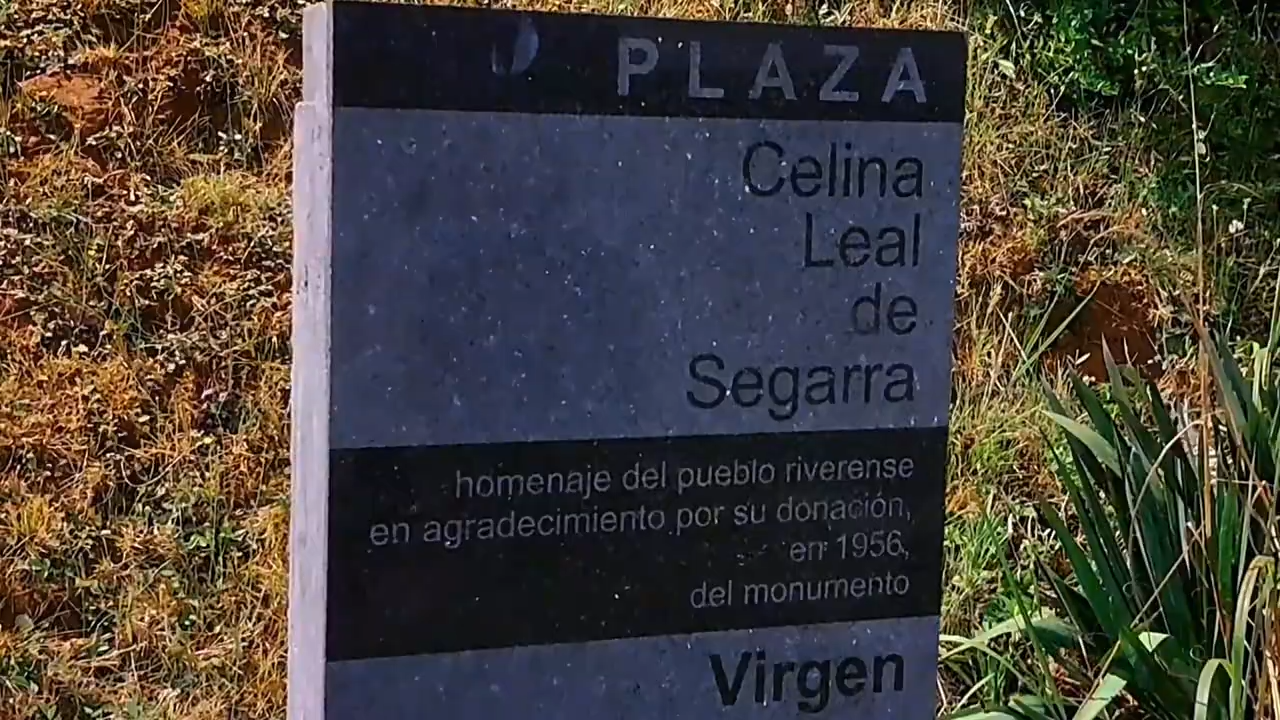 PLAZA
Celina
Leal
de
Segarra
homenaje del pueblo riverense
en agradecimiento por su donación,
en 1956,
del monumento
Virgen